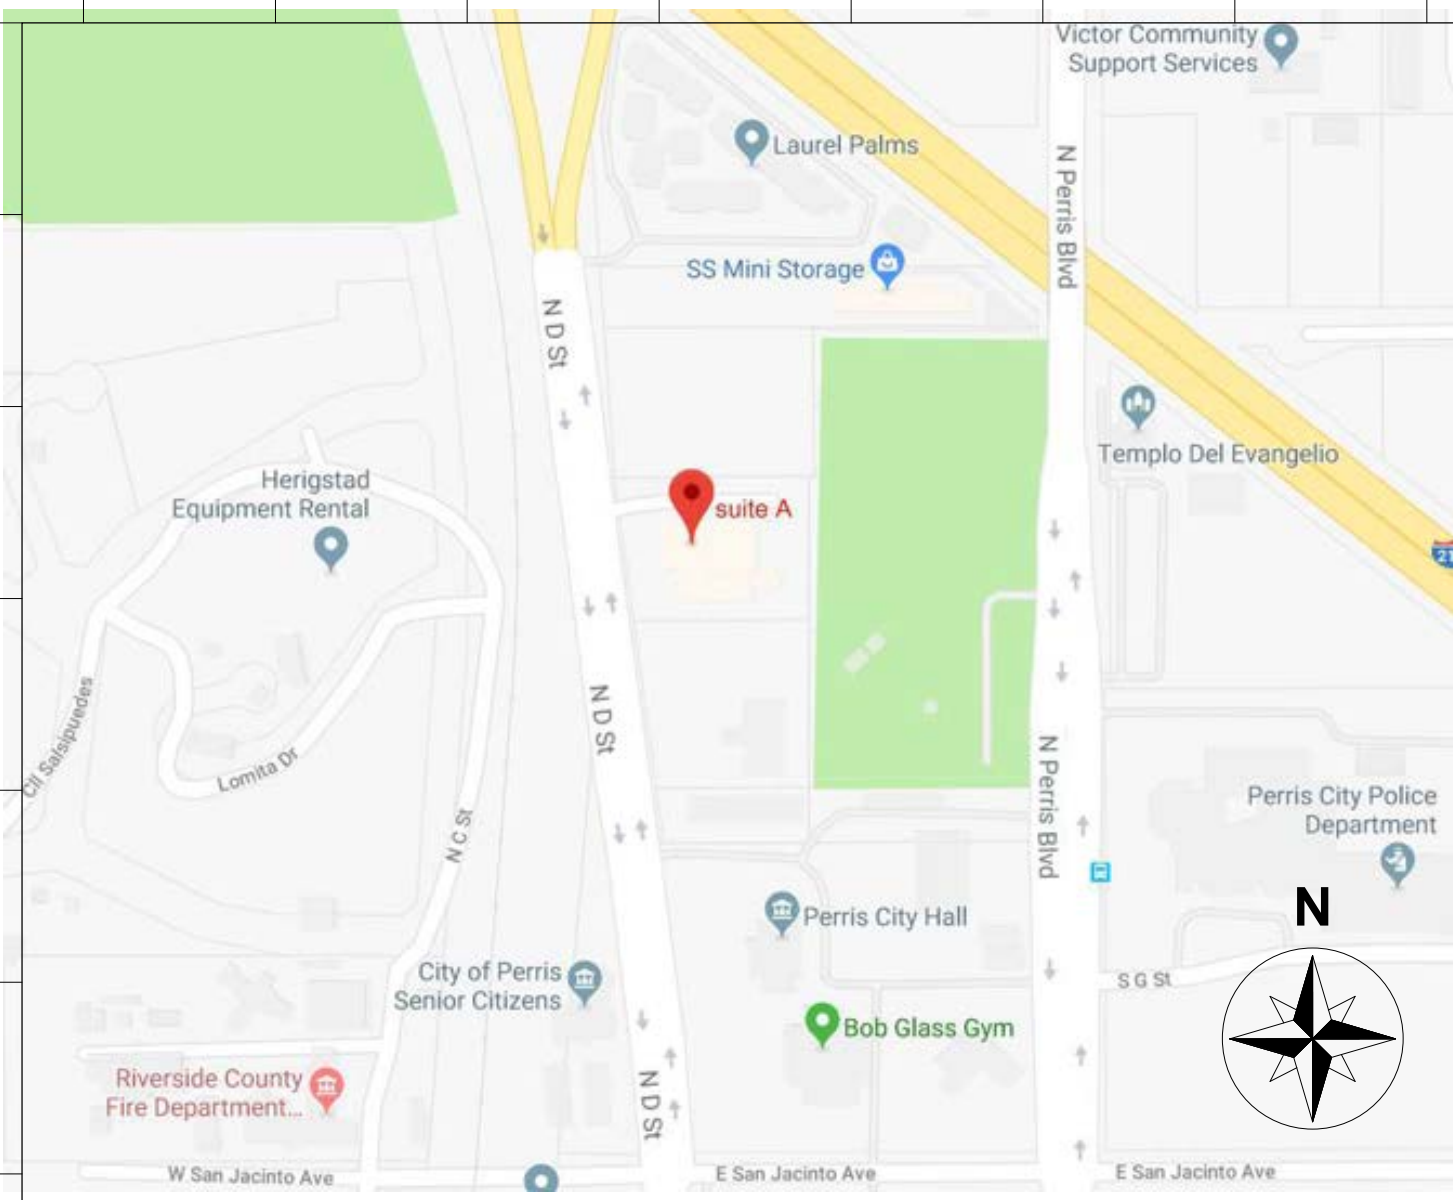 Victor Community
Support Services
Laurel Palms
N Perris Blvd
SS Mini Storage
N D St
Templo Del Evangelio
Herigstad
Equipment Rental
suite A
21
N D St
Cll Salsipuedes
Lomita Dr
N Perris Blvd
N C St
Perris City Police
Department
Perris City Hall
N
City of Perris
Senior Citizens
S G St
Bob Glass Gym
Riverside County
Fire Department...
N D St
W San Jacinto Ave
E San Jacinto Ave
E San Jacinto Ave